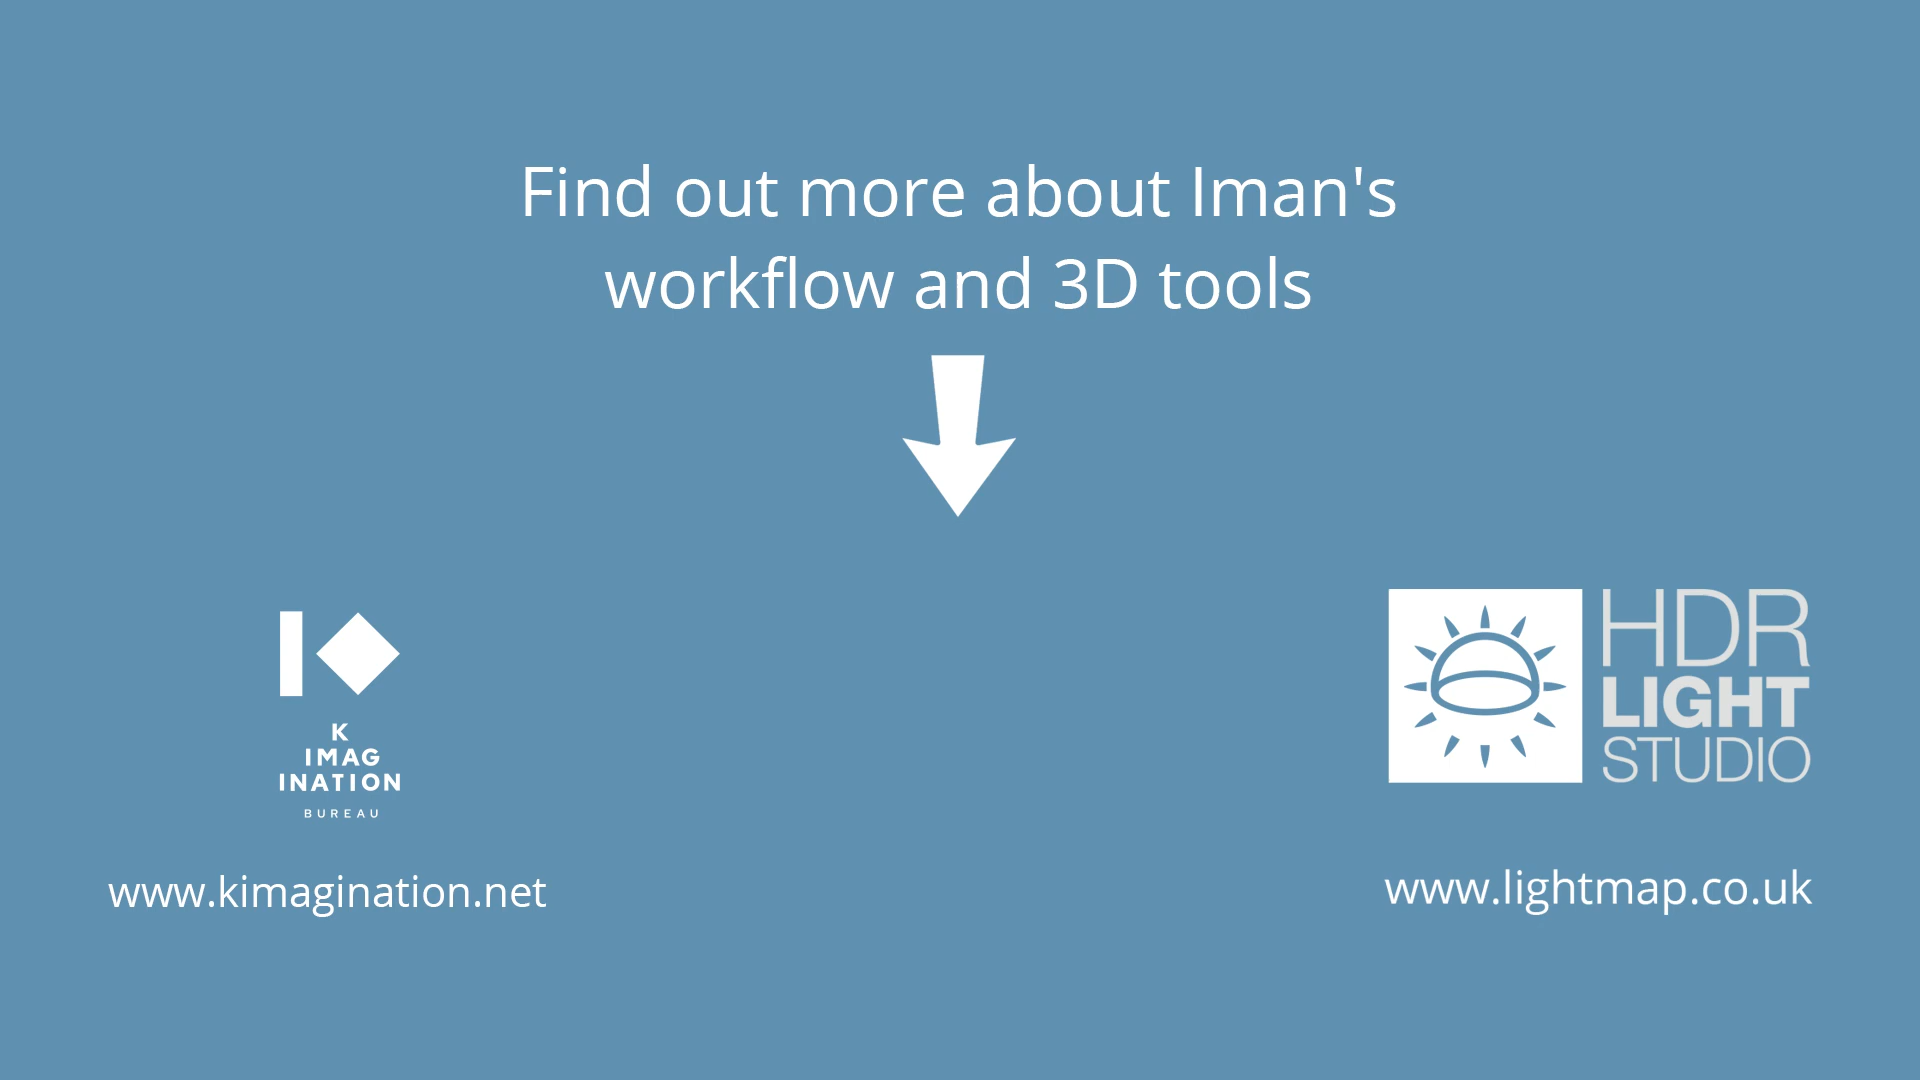 Find out more about Iman's
workflow and 3D tools
K
IMAG
INATION
BUREAU
www.kimagination.net
HDR
LIGHT
STUDIO
www.lightmap.co.uk